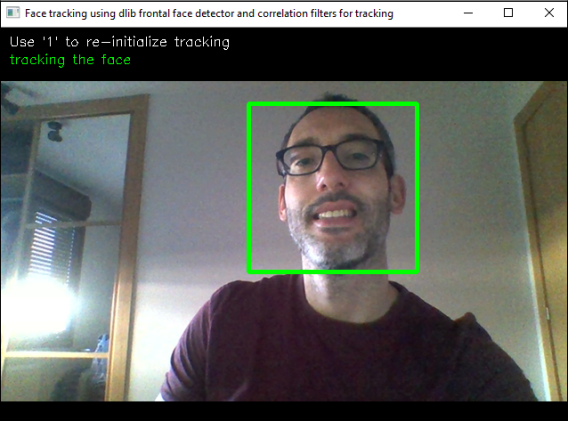 Face tracking using dlib frontal face detector and correlation filters for tracking
Use '1' to re-initialize tracking
tracking the face